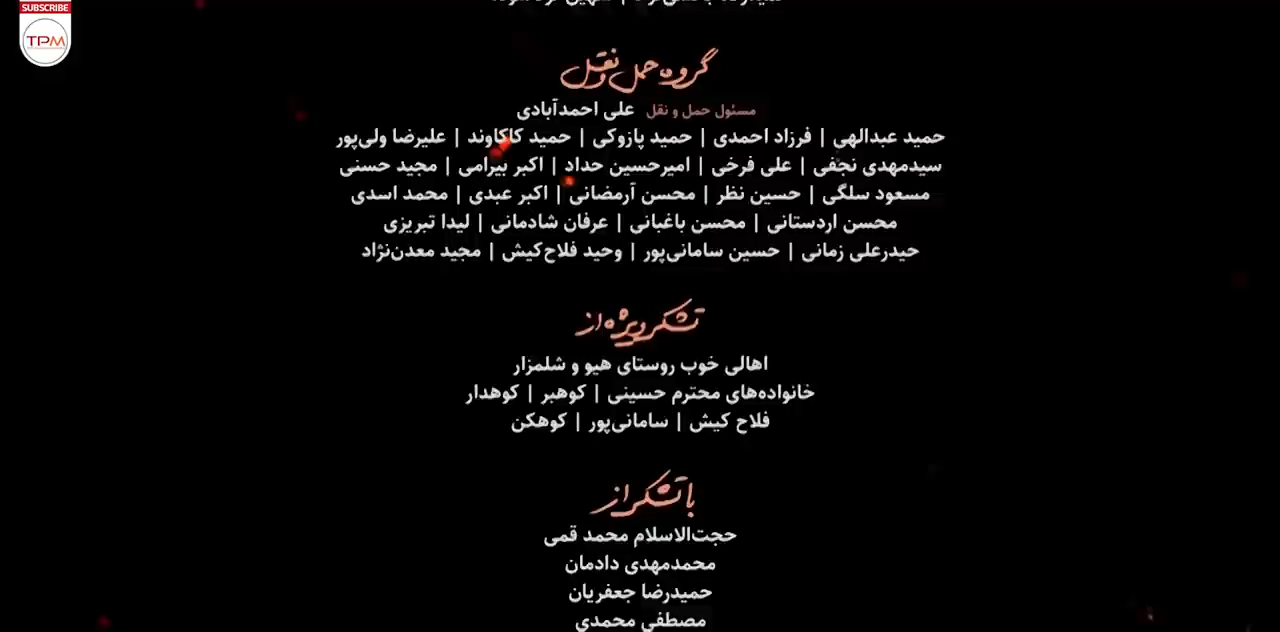 SUBSCRIBE
TPM
گروه حمل و نقل
مسئول حمل و نقل علی احمدآبادی
حمید عبدالهی | فرزاد احمدی | حمید پازوکی | حمید کاکاوند | علیرضا ولی‌پور
سیدمهدی نجفی | علی فرخی | امیرحسین حداد | اکبر بیرامی | مجید حسنی
مسعود سلگی | حسین نظر | محسن آرمضانی | اکبر عبدی | محمد اسدی
محسن اردستانی | محسن باغبانی | عرفان شادمانی | لیدا تبریزی
حیدرعلی زمانی | حسین سامانی‌پور | وحید فلاح‌کیش | مجید معدن‌نژاد
تشکر ویژه از
اهالی خوب روستای هیو و شلمزار
خانواده‌های محترم حسینی | کوهبر | کوهدار
فلاح کیش | سامانی‌پور | کوهکن
با تشکر از
حجت‌الاسلام محمد قمی
محمدمهدی دادمان
حمیدرضا جعفریان
مصطفی محمدی